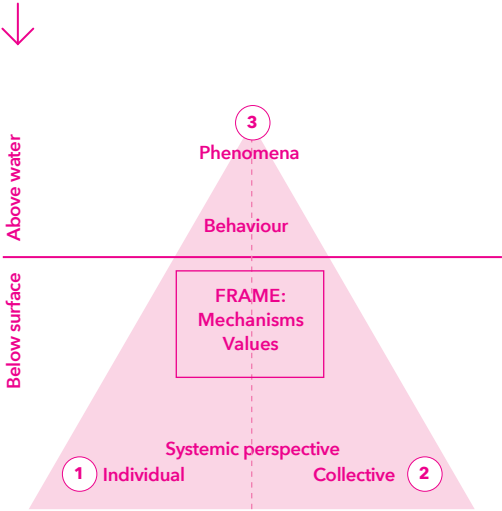 3
Phenomena
Above water
Behaviour
FRAME:
Mechanisms
Values
Below surface
Systemic perspective
1 Individual
Collective 2